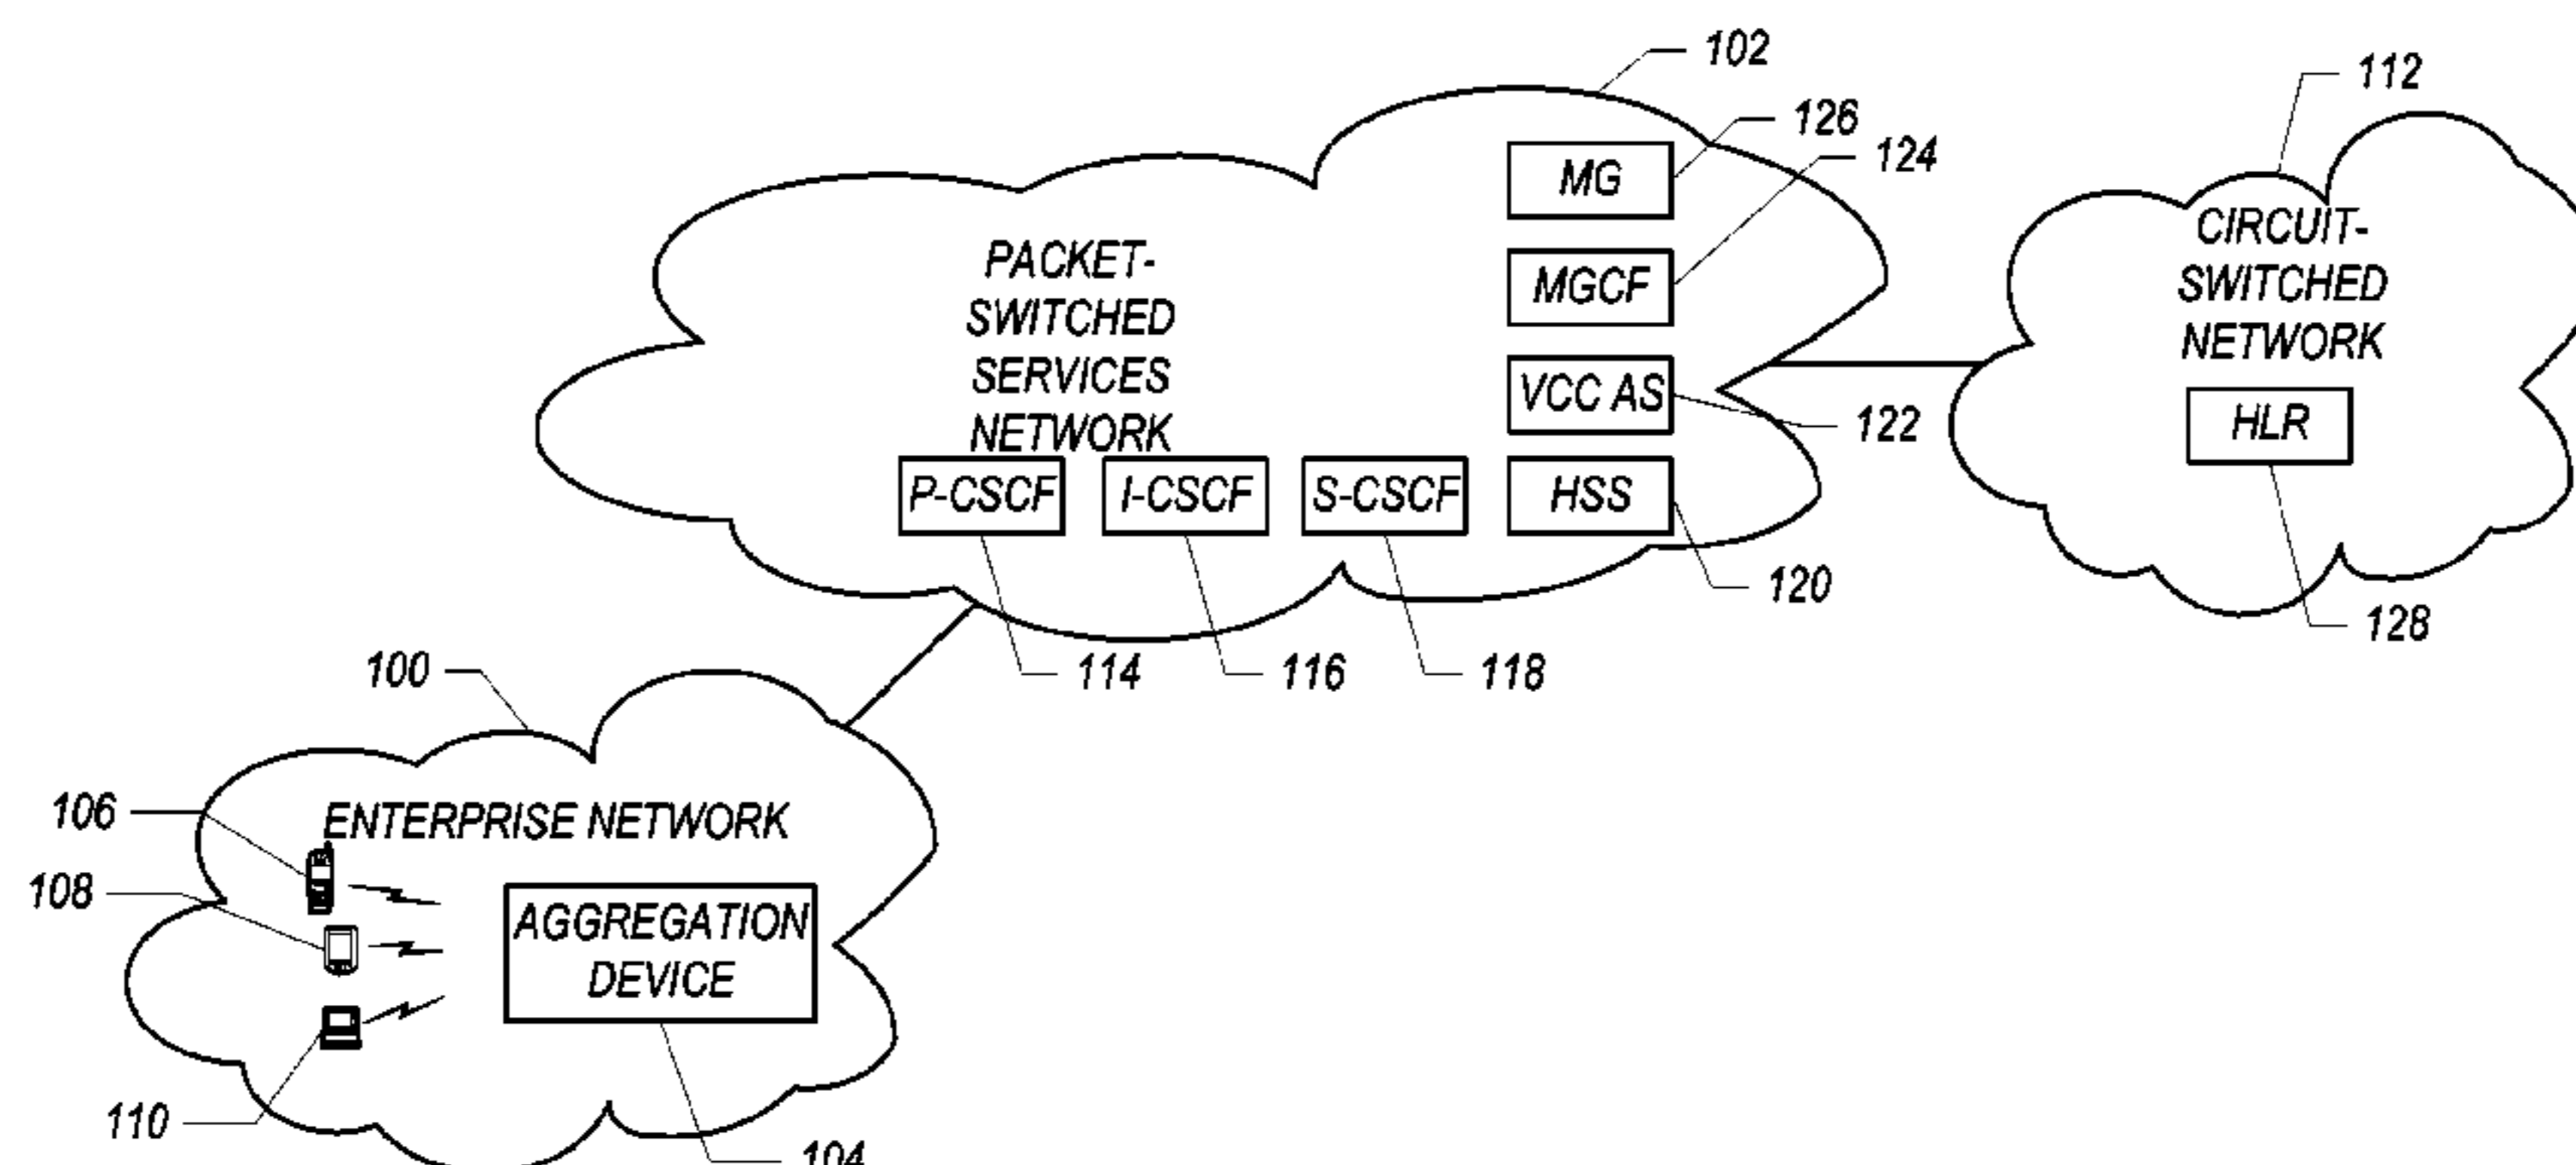 102
112
126
124
MG
PACKET-
SWITCHED
SERVICES
NETWORK
MGCF
VCC AS
122
CIRCUIT-
SWITCHED
NETWORK
HLR
P-CSCF
I-CSCF
S-CSCF
HSS
120
128
114
116
118
100
106
ENTERPRISE NETWORK
108
AGGREGATION
DEVICE
110
104